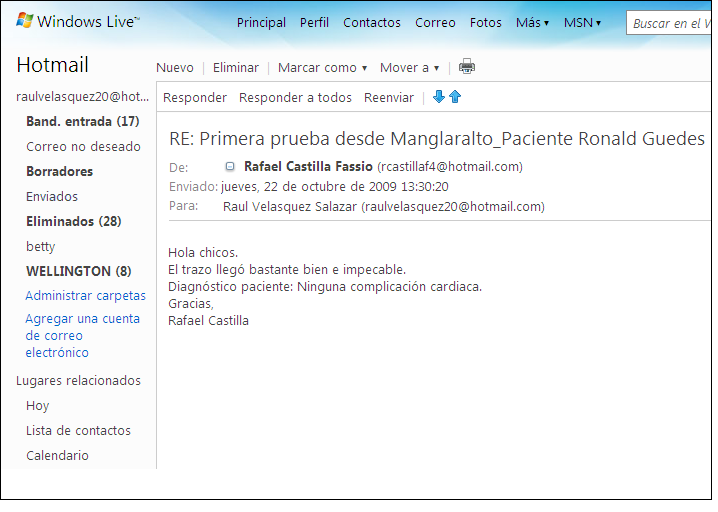 Windows Live™
Principal Perfil Contactos Correo Fotos Más MSN
Buscar en el V
Hotmail
Nuevo Eliminar Marcar como Mover a
raulvelasquez20@hot...
Responder Responder a todos Reenviar
Band. entrada (17)
Correo no deseado
Borradores
Enviados
Eliminados (28)
betty
WELLINGTON (8)
Administrar carpetas
Agregar una cuenta
de correo
electrónico
Lugares relacionados
Hoy
Lista de contactos
Calendario
RE: Primera prueba desde Manglaralto_Paciente Ronald Guedes
De: Rafael Castilla Fassio (rcastillaf4@hotmail.com)
Enviado: jueves, 22 de octubre de 2009 13:30:20
Para: Raul Velasquez Salazar (raulvelasquez20@hotmail.com)
Hola chicos.
El trazo llegó bastante bien e impecable.
Diagnóstico paciente: Ninguna complicación cardiaca.
Gracias,
Rafael Castilla